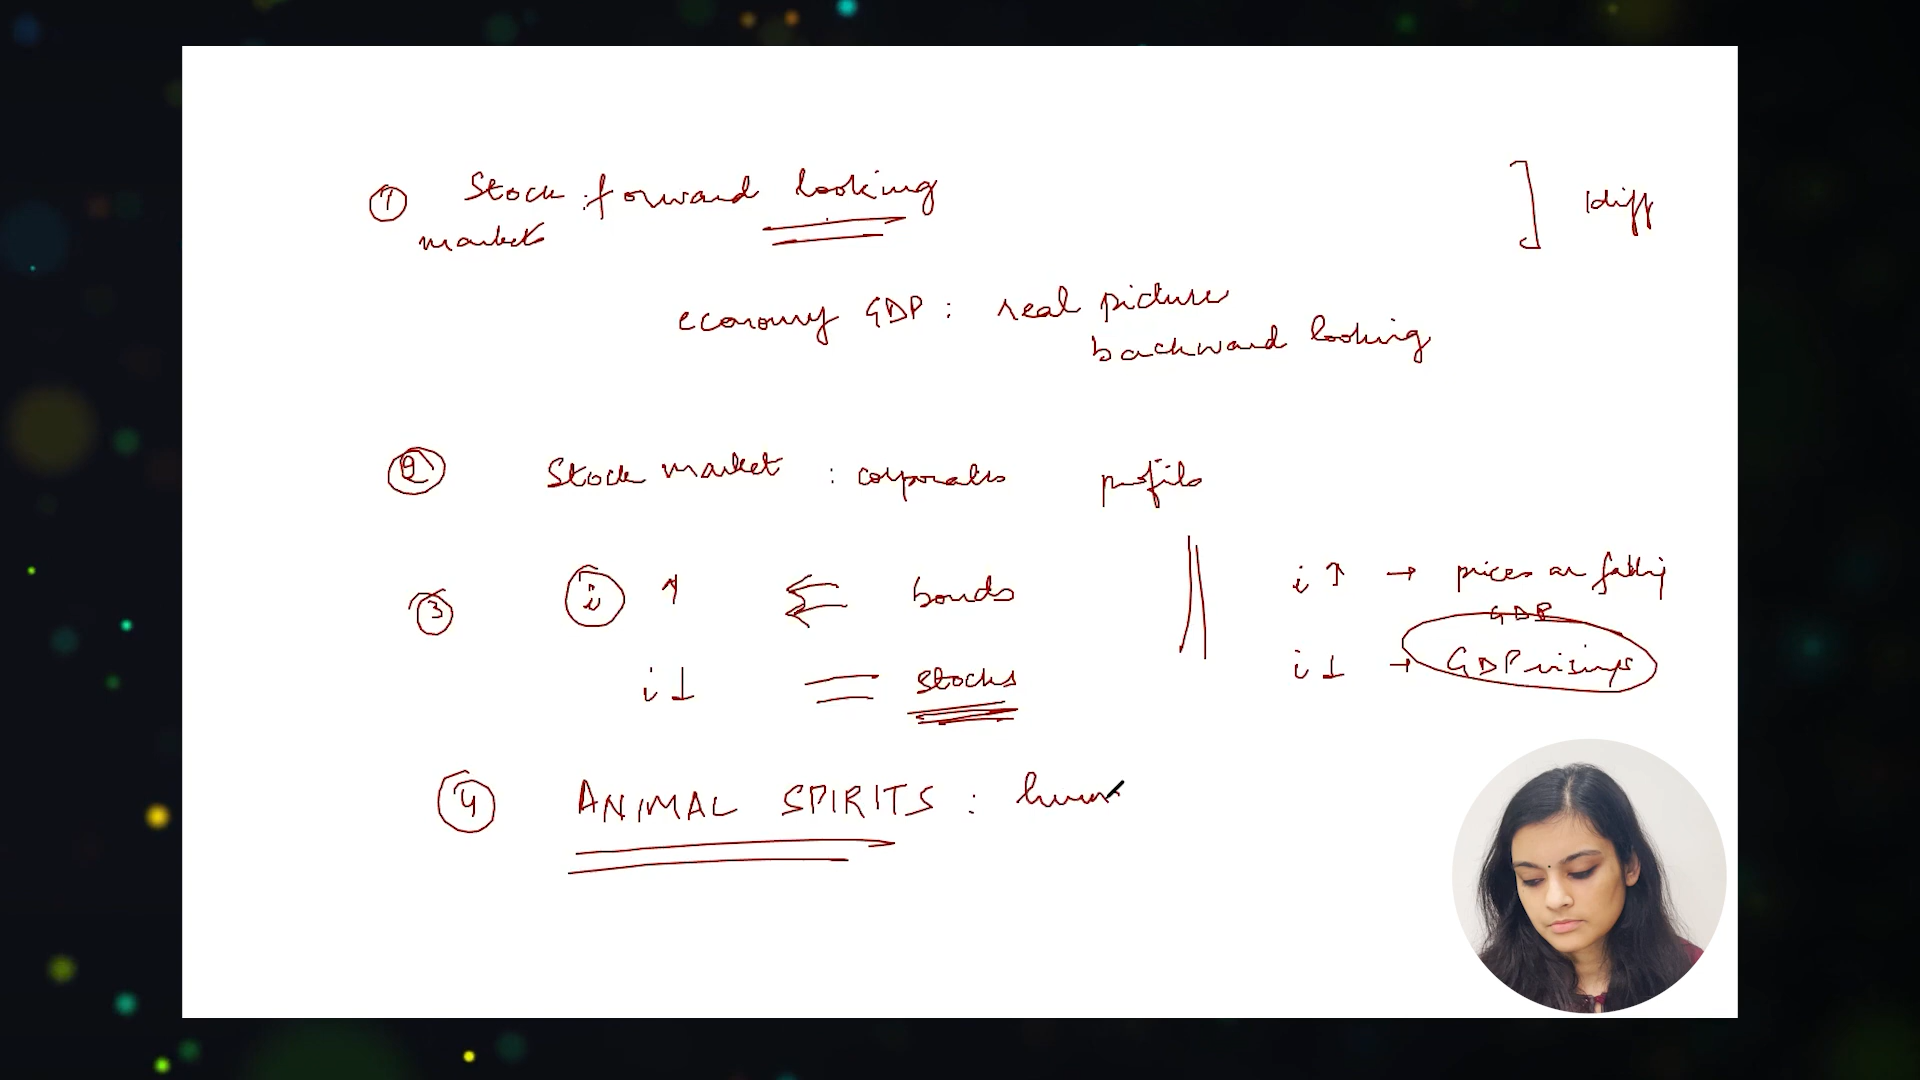 ① Stock : forward looking
market
] diff
economy GDP : real picture
backward looking
② Stock market : corporates profits
③ i ↑ ⇐ bonds
i ↓ = stocks
i ↑ → prices are falling
GDP
i ↓ → GDP rising
④ ANIMAL SPIRITS :